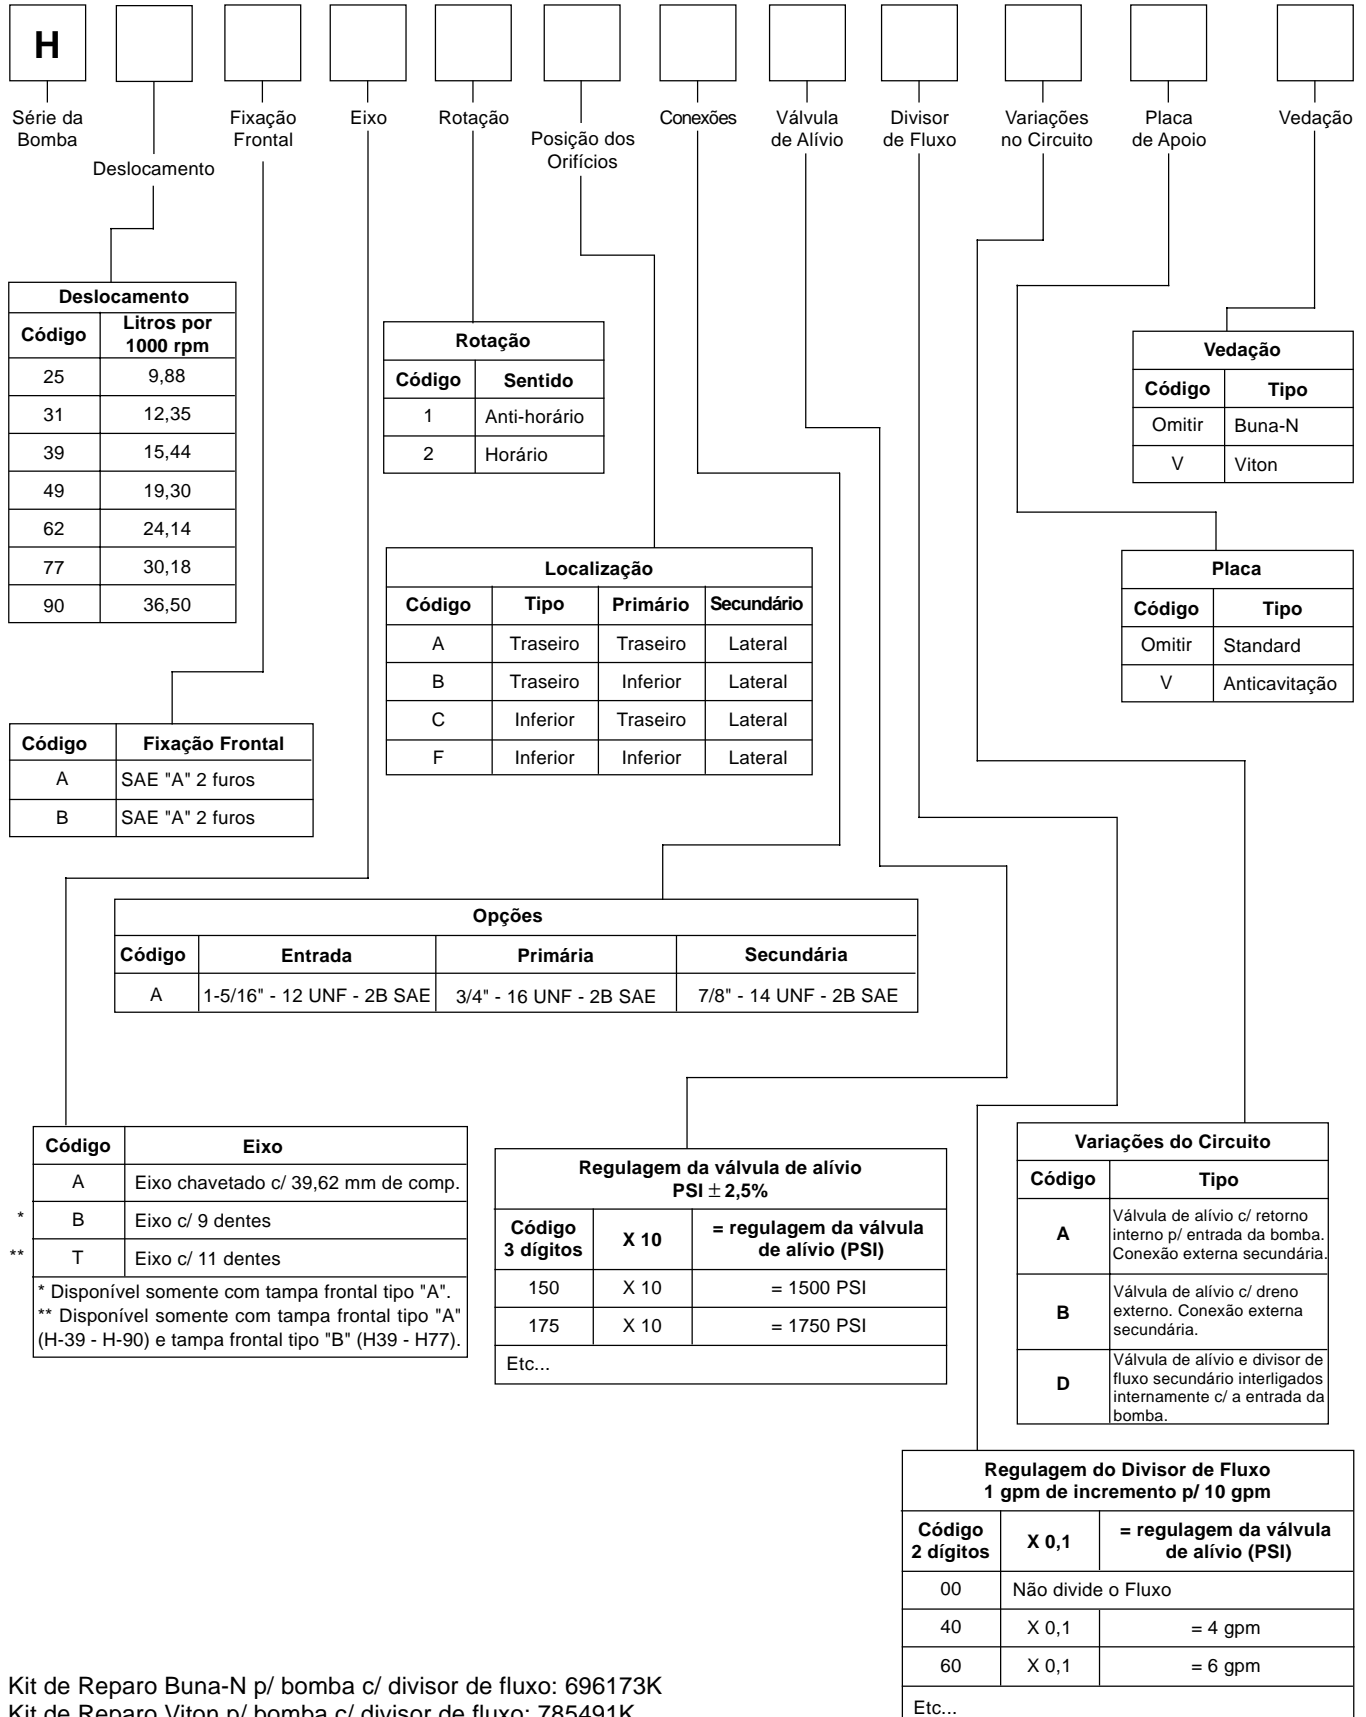 H
Série da
Bomba
Deslocamento
Fixação
Frontal
Eixo
Rotação
Posição dos
Orifícios
Conexões
Válvula
de Alívio
Divisor
de Fluxo
Variações
no Circuito
Placa
de Apoio
Vedação
Deslocamento
Código
Litros por
1000 rpm
25 9,88
31 12,35
39 15,44
49 19,30
62 24,14
77 30,18
90 36,50
Rotação
Código Sentido
1 Anti-horário
2 Horário
Vedação
Código Tipo
Omitir Buna-N
V Viton
Localização
Código Tipo Primário Secundário
A Traseiro Traseiro Lateral
B Traseiro Inferior Lateral
C Inferior Traseiro Lateral
F Inferior Inferior Lateral
Placa
Código Tipo
Omitir Standard
V Anticavitação
Código Fixação Frontal
A SAE "A" 2 furos
B SAE "A" 2 furos
Opções
Código Entrada Primária Secundária
A 1-5/16" - 12 UNF - 2B SAE 3/4" - 16 UNF - 2B SAE 7/8" - 14 UNF - 2B SAE
Código Eixo
A Eixo chavetado c/ 39,62 mm de comp.
* B Eixo c/ 9 dentes
** T Eixo c/ 11 dentes
* Disponível somente com tampa frontal tipo "A".
** Disponível somente com tampa frontal tipo "A"
(H-39 - H-90) e tampa frontal tipo "B" (H39 - H77).
Regulagem da válvula de alívio
PSI ± 2,5%
Código
3 dígitos
X 10
= regulagem da válvula
de alívio (PSI)
150 X 10 = 1500 PSI
175 X 10 = 1750 PSI
Etc...
Variações do Circuito
Código Tipo
A
Válvula de alívio c/ retorno
interno p/ entrada da bomba.
Conexão externa secundária.
B
Válvula de alívio c/ dreno
externo. Conexão externa
secundária.
D
Válvula de alívio e divisor de
fluxo secundário interligados
internamente c/ a entrada da
bomba.
Regulagem do Divisor de Fluxo
1 gpm de incremento p/ 10 gpm
Código
2 dígitos
X 0,1
= regulagem da válvula
de alívio (PSI)
00 Não divide o Fluxo
40 X 0,1 = 4 gpm
60 X 0,1 = 6 gpm
Etc...
Kit de Reparo Buna-N p/ bomba c/ divisor de fluxo: 696173K
Kit de Reparo Viton p/ bomba c/ divisor de fluxo: 785491K